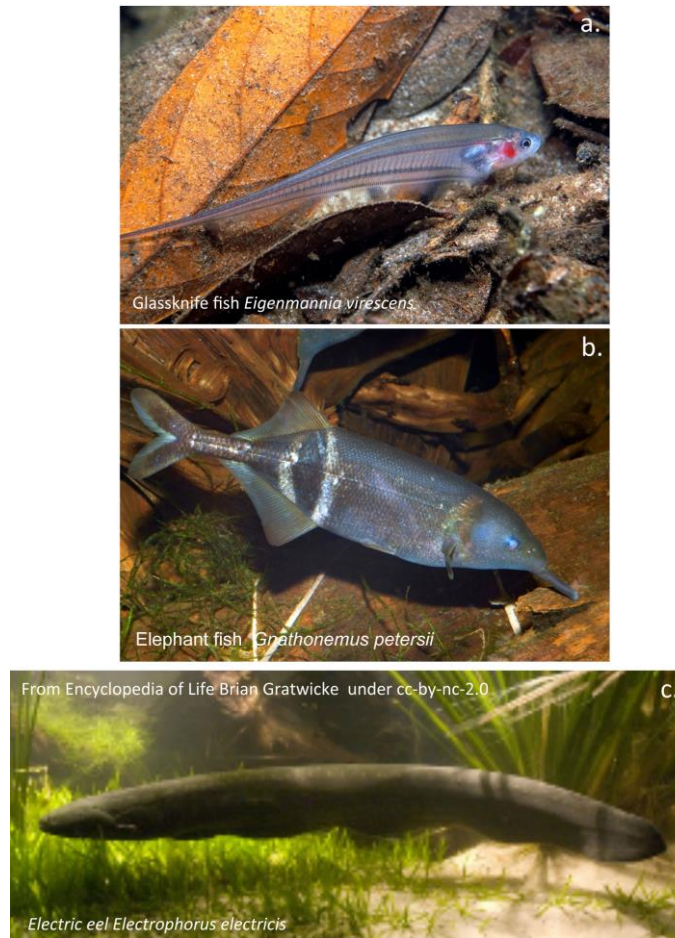 a.
Glassknife fish Eigenmannia virescens.
b.
Elephant fish Gnathonemus petersii
From Encyclopedia of Life Brian Gratwicke under cc-by-nc-2.0
c.
Electric eel Electrophorus electricis